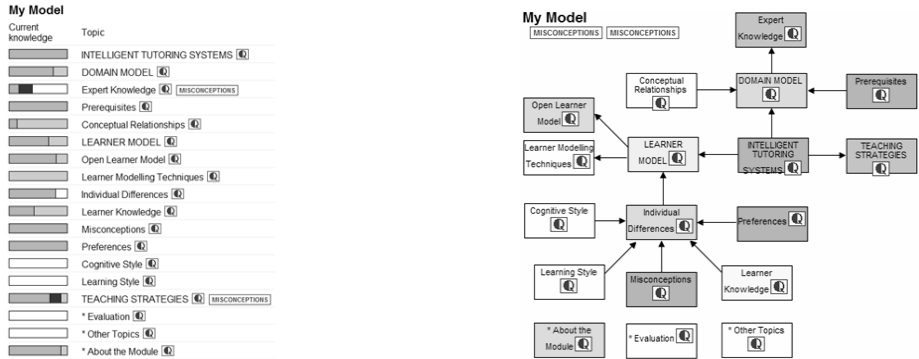 My Model
Current
knowledge
Topic
INTELLIGENT TUTORING SYSTEMS
DOMAIN MODEL
Expert Knowledge MISCONCEPTIONS
Prerequisites
Conceptual Relationships
LEARNER MODEL
Open Learner Model
Learner Modelling Techniques
Individual Differences
Learner Knowledge
Misconceptions
Preferences
Cognitive Style
Learning Style
TEACHING STRATEGIES MISCONCEPTIONS
* Evaluation
* Other Topics
* About the Module
My Model
MISCONCEPTIONS MISCONCEPTIONS
Expert
Knowledge
Conceptual
Relationships
DOMAIN MODEL
Prerequisites
Open Learner
Model
Learner Modelling
Techniques
LEARNER
MODEL
INTELLIGENT
TUTORING
SYSTEMS
TEACHING
STRATEGIES
Cognitive Style
Individual
Differences
Preferences
Learning Style
Misconceptions
Learner
Knowledge
* About the
Module
* Evaluation
* Other Topics